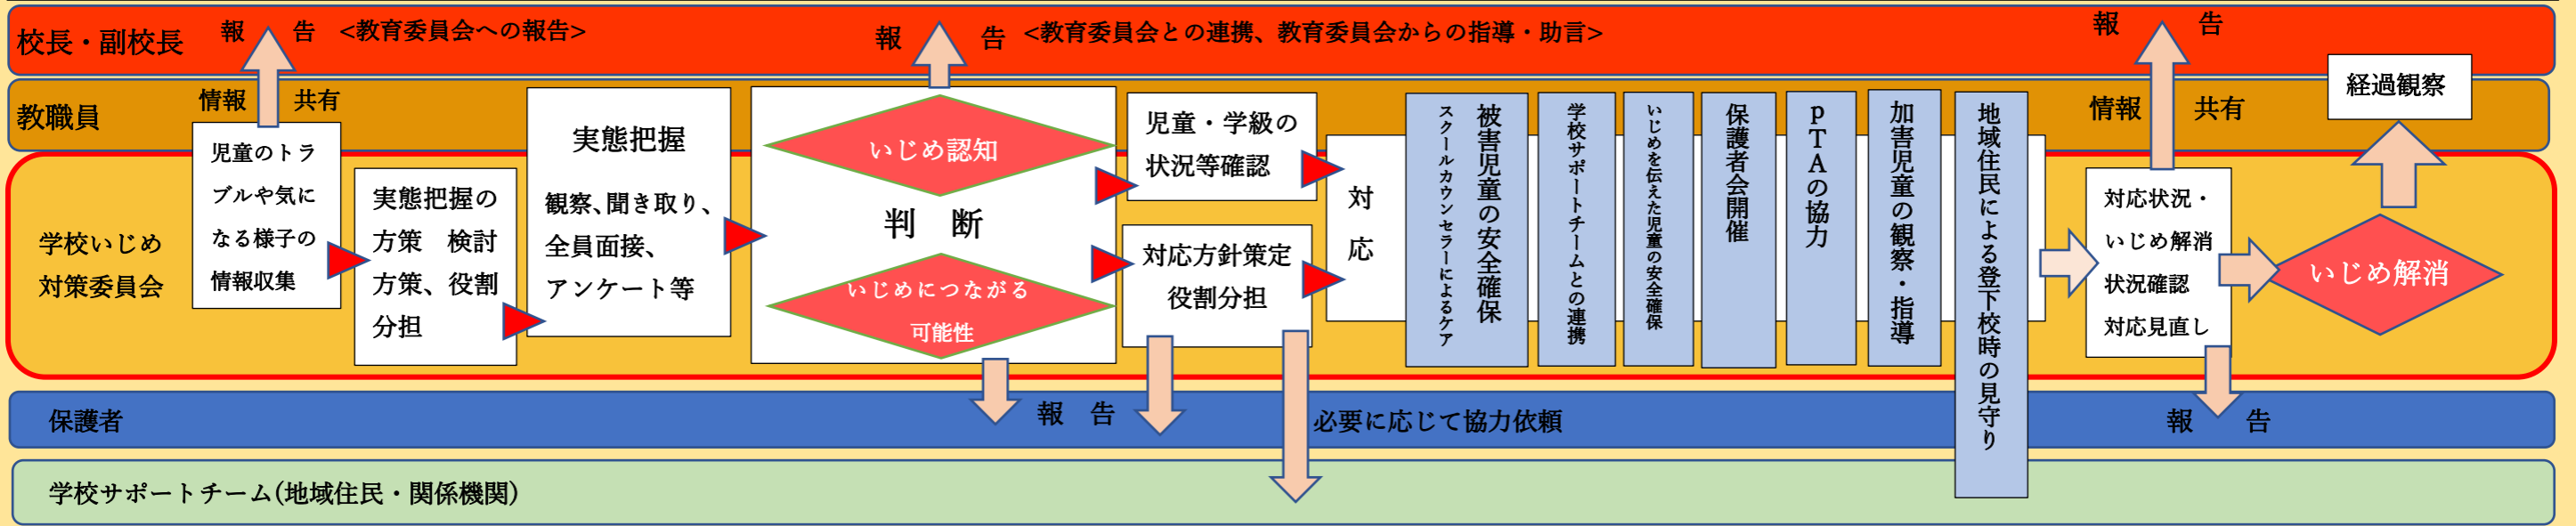 校長・副校長
報 告
<教育委員会への報告>
報 告
<教育委員会との連携、教育委員会からの指導・助言>
報 告
教職員
情報 共有
児童のトラ
ブルや気に
なる様子の
情報収集
実態把握の
方策 検討
方策、役割
分担
実態把握
観察、聞き取り、
全員面接、
アンケート等
いじめ認知
判 断
いじめにつながる
可能性
児童・学級の
状況等確認
対応方針策定
役割分担
対
応
被害児童の安全確保
スクールカウンセラーによるケア
学校サポートチームとの連携
いじめを伝えた児童の安全確保
保護者会開催
pTAの協力
加害児童の観察・指導
地域住民による登下校時の見守り
情報 共有
対応状況・
いじめ解消
状況確認
対応見直し
いじめ解消
経過観察
学校いじめ
対策委員会
保護者
報 告
必要に応じて協力依頼
報 告
学校サポートチーム(地域住民・関係機関)